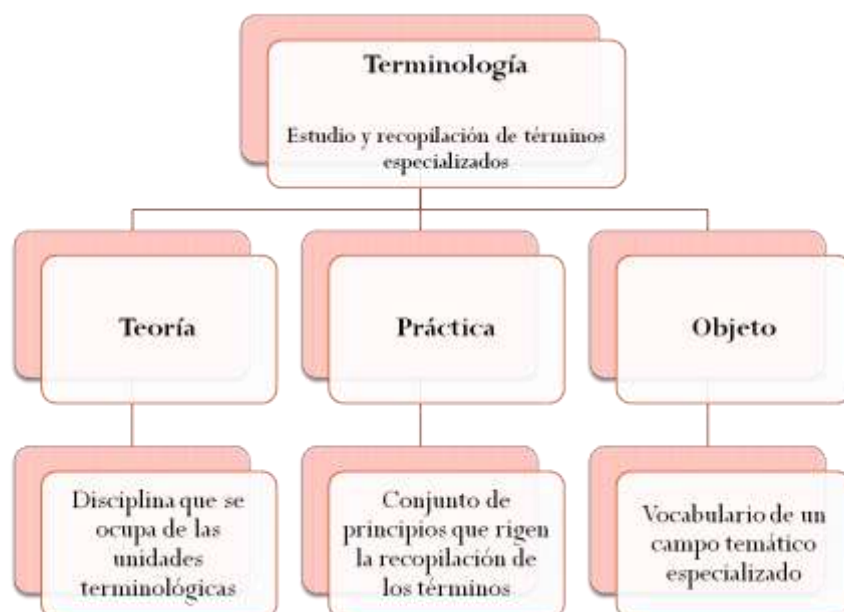 Terminología
Estudio y recopilación de términos
especializados
Teoría
Práctica
Objeto
Disciplina que se
ocupa de las
unidades
terminológicas
Conjunto de
principios que rigen
la recopilación de
los términos
Vocabulario de un
campo temático
especializado